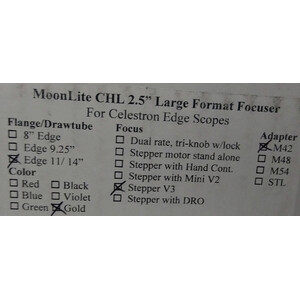 MoonLite CHL 2.5" Large Format Focuser
For Celestron Edge Scopes
Flange/Drawtube
☐ 8" Edge
☐ Edge 9.25"
☒ Edge 11/ 14"
Color
☐ Red ☐ Black
☐ Blue ☐ Violet
☐ Green ☒ Gold
Focus
☐ Dual rate, tri-knob w/lock
☐ Stepper motor stand alone
☐ Stepper with Hand Cont.
☐ Stepper with Mini V2
☒ Stepper V3
☐ Stepper with DRO
Adapter
☒ M42
☐ M48
☐ M54
☐ STL